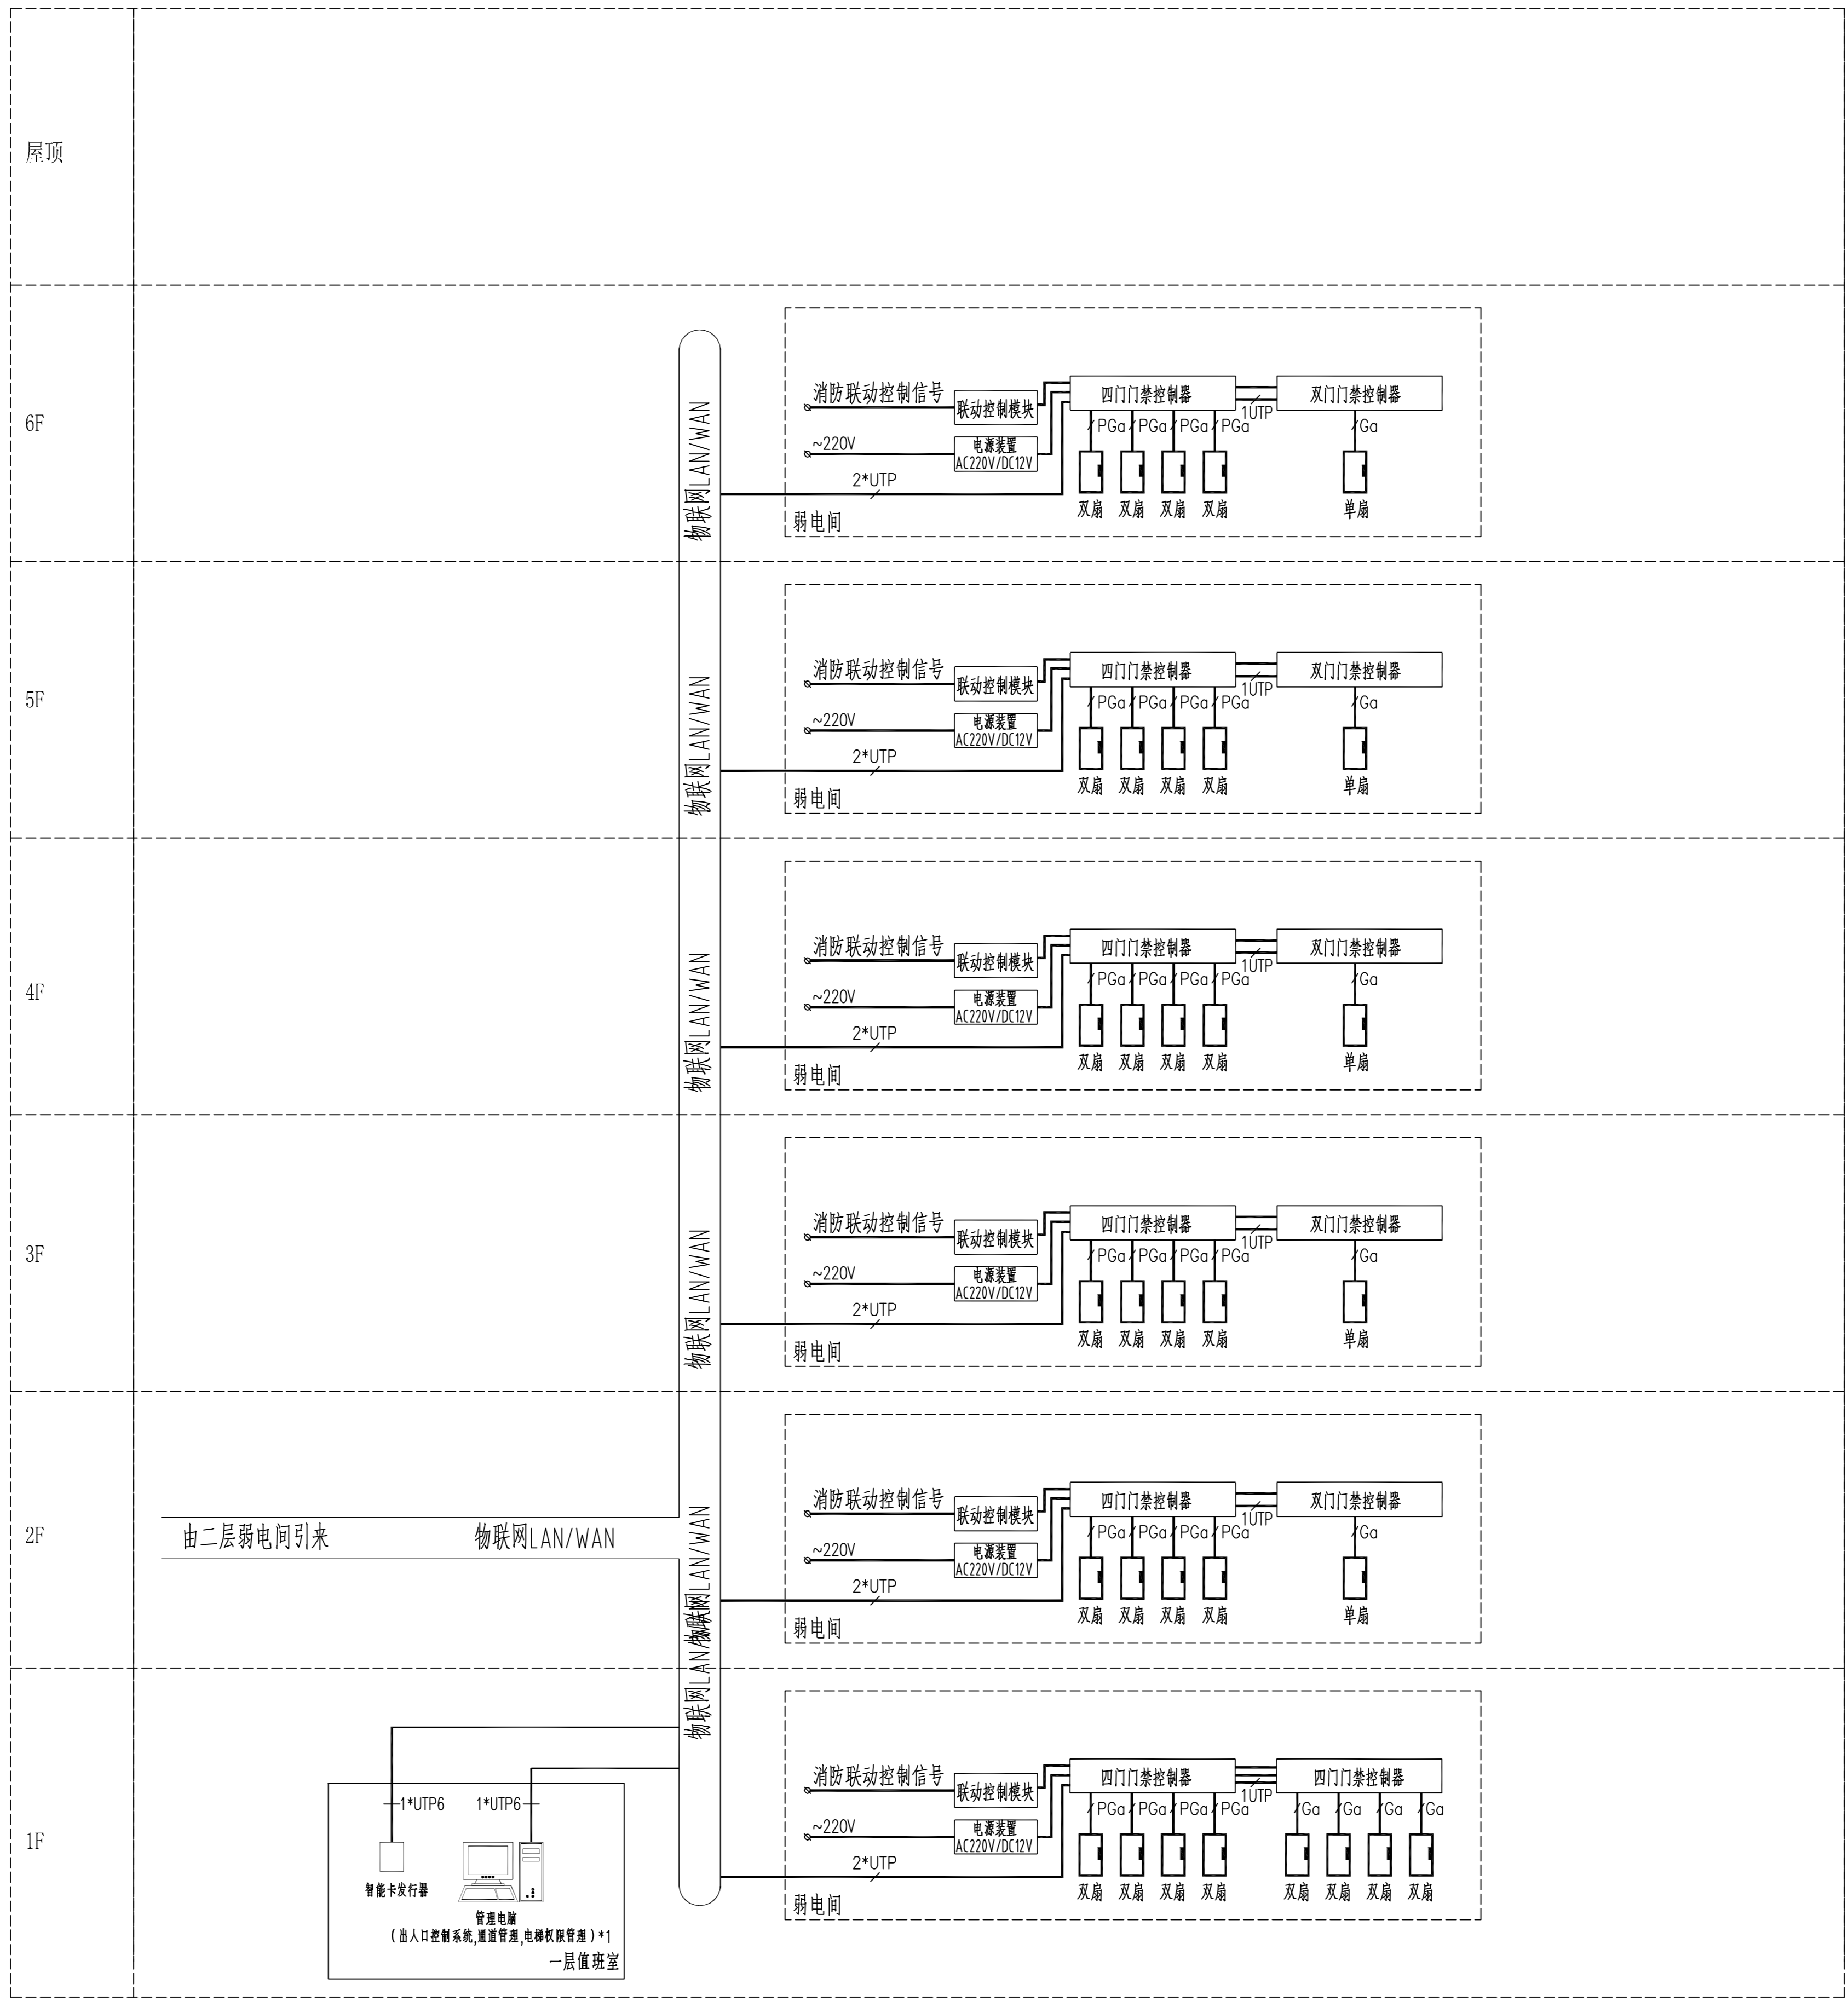 屋顶
6F
物联网LAN/WAN
消防联动控制信号
联动控制模块
四门门禁控制器
双门门禁控制器
1UTP
PGa PGa PGa PGa
Ga
~220V
电源装置
AC220V/DC12V
2*UTP
双扇 双扇 双扇 双扇
单扇
弱电间
5F
物联网LAN/WAN
消防联动控制信号
联动控制模块
四门门禁控制器
双门门禁控制器
1UTP
PGa PGa PGa PGa
Ga
~220V
电源装置
AC220V/DC12V
2*UTP
双扇 双扇 双扇 双扇
单扇
弱电间
4F
物联网LAN/WAN
消防联动控制信号
联动控制模块
四门门禁控制器
双门门禁控制器
1UTP
PGa PGa PGa PGa
Ga
~220V
电源装置
AC220V/DC12V
2*UTP
双扇 双扇 双扇 双扇
单扇
弱电间
3F
物联网LAN/WAN
消防联动控制信号
联动控制模块
四门门禁控制器
双门门禁控制器
1UTP
PGa PGa PGa PGa
Ga
~220V
电源装置
AC220V/DC12V
2*UTP
双扇 双扇 双扇 双扇
单扇
弱电间
2F
由二层弱电间引来
物联网LAN/WAN
物联网LAN/WAN
消防联动控制信号
联动控制模块
四门门禁控制器
双门门禁控制器
1UTP
PGa PGa PGa PGa
Ga
~220V
电源装置
AC220V/DC12V
2*UTP
双扇 双扇 双扇 双扇
单扇
弱电间
1F
物联网LAN/WAN
1*UTP6
1*UTP6
智能卡发行器
管理电脑
（出入口控制系统,通道管理,电梯权限管理）*1
一层值班室
消防联动控制信号
联动控制模块
四门门禁控制器
四门门禁控制器
1UTP
PGa PGa PGa PGa
Ga Ga Ga Ga
~220V
电源装置
AC220V/DC12V
2*UTP
双扇 双扇 双扇 双扇
双扇 双扇 双扇 双扇
弱电间